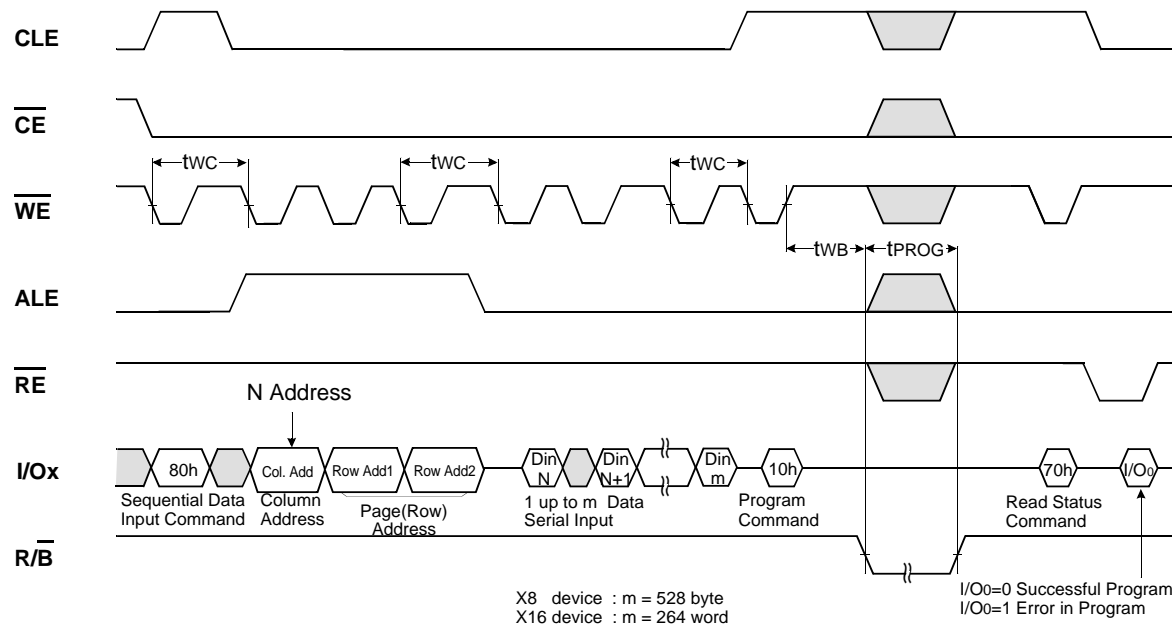 CLE
CE
tWC tWC tWC
WE
tWB tPROG
ALE
RE
N Address
I/Ox
80h Col. Add Row Add1 Row Add2 Din N Din N+1 Din m 10h 70h I/O0
Sequential Data Input Command
Column Address
Page(Row) Address
1 up to m Data Serial Input
Program Command
Read Status Command
R/B
I/O0=0 Successful Program
I/O0=1 Error in Program
X8 device : m = 528 byte
X16 device : m = 264 word